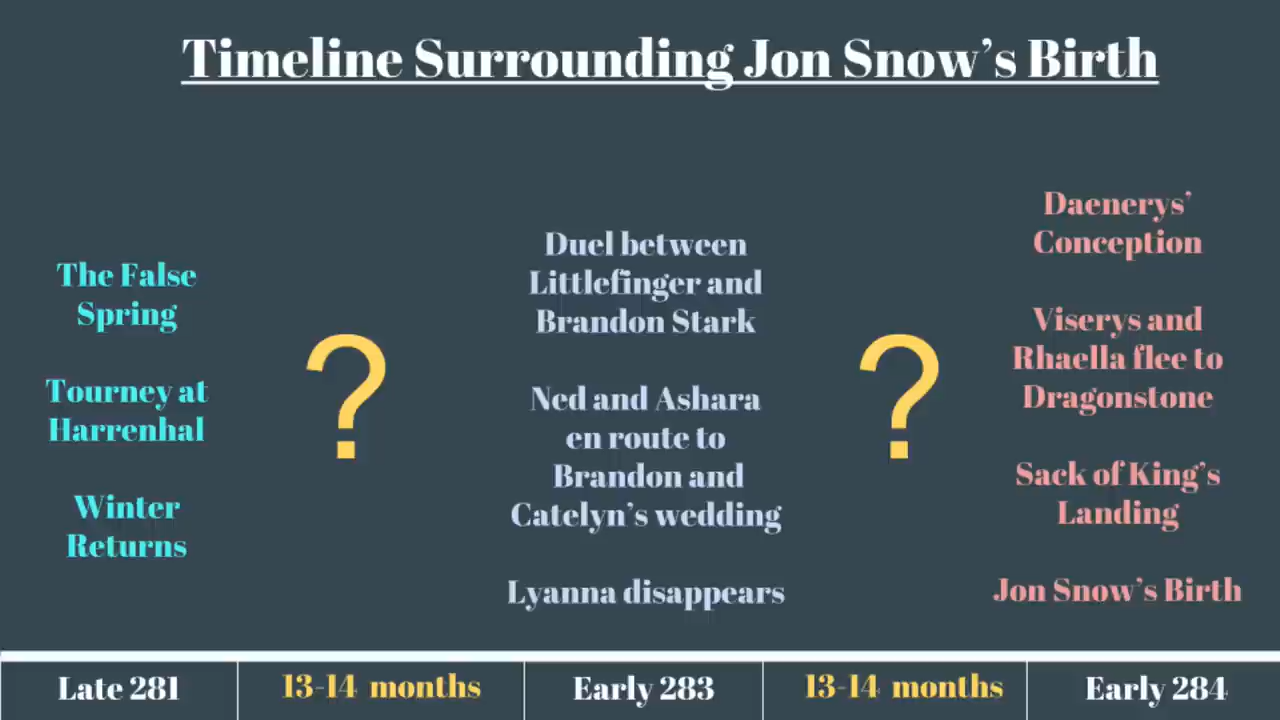 Timeline Surrounding Jon Snow's Birth
The False
Spring
Tourney at
Harrenhal
Winter
Returns
?
Duel between
Littlefinger and
Brandon Stark
Ned and Ashara
en route to
Brandon and
Catelyn's wedding
Lyanna disappears
?
Daenerys'
Conception
Viserys and
Rhaella flee to
Dragonstone
Sack of King's
Landing
Jon Snow's Birth
Late 281
13-14 months
Early 283
13-14 months
Early 284